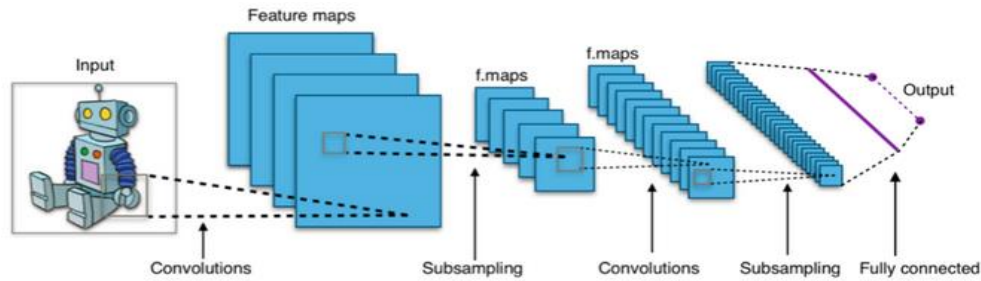 Feature maps
f.maps
f.maps
Input
Output
Convolutions
Subsampling
Convolutions
Subsampling
Fully connected